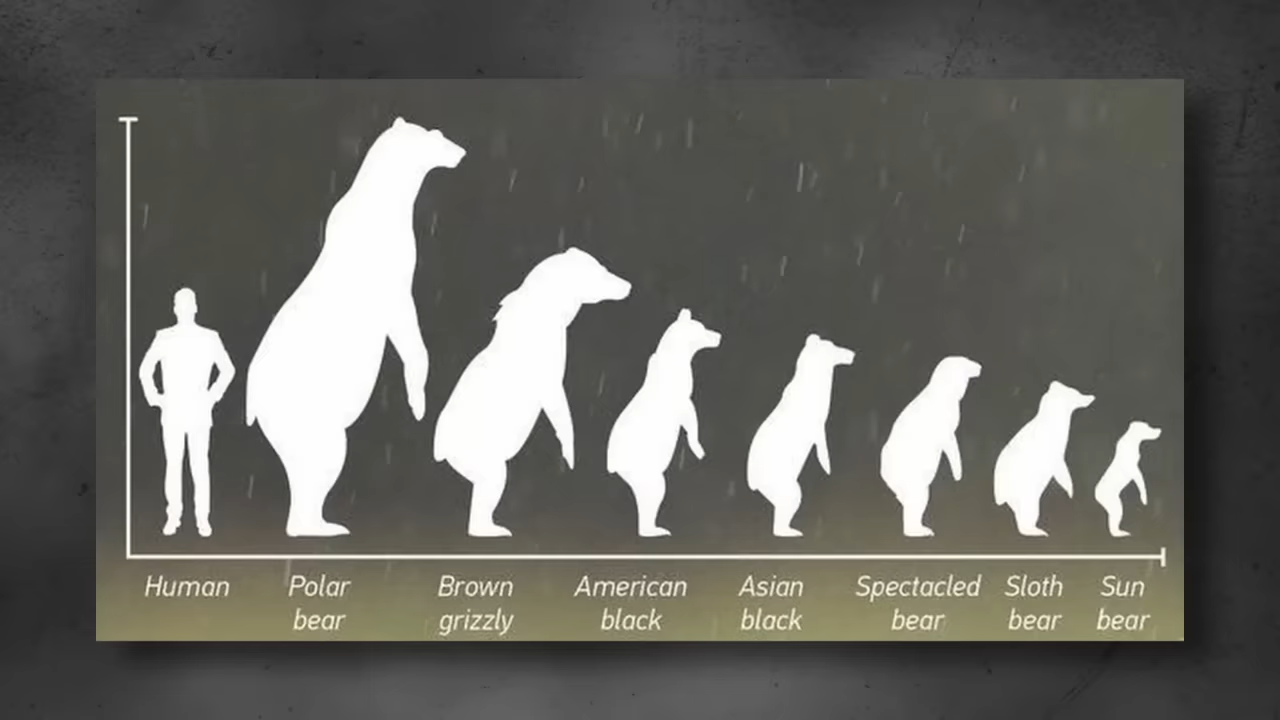 Human
Polar
bear
Brown
grizzly
American
black
Asian
black
Spectacled
bear
Sloth
bear
Sun
bear